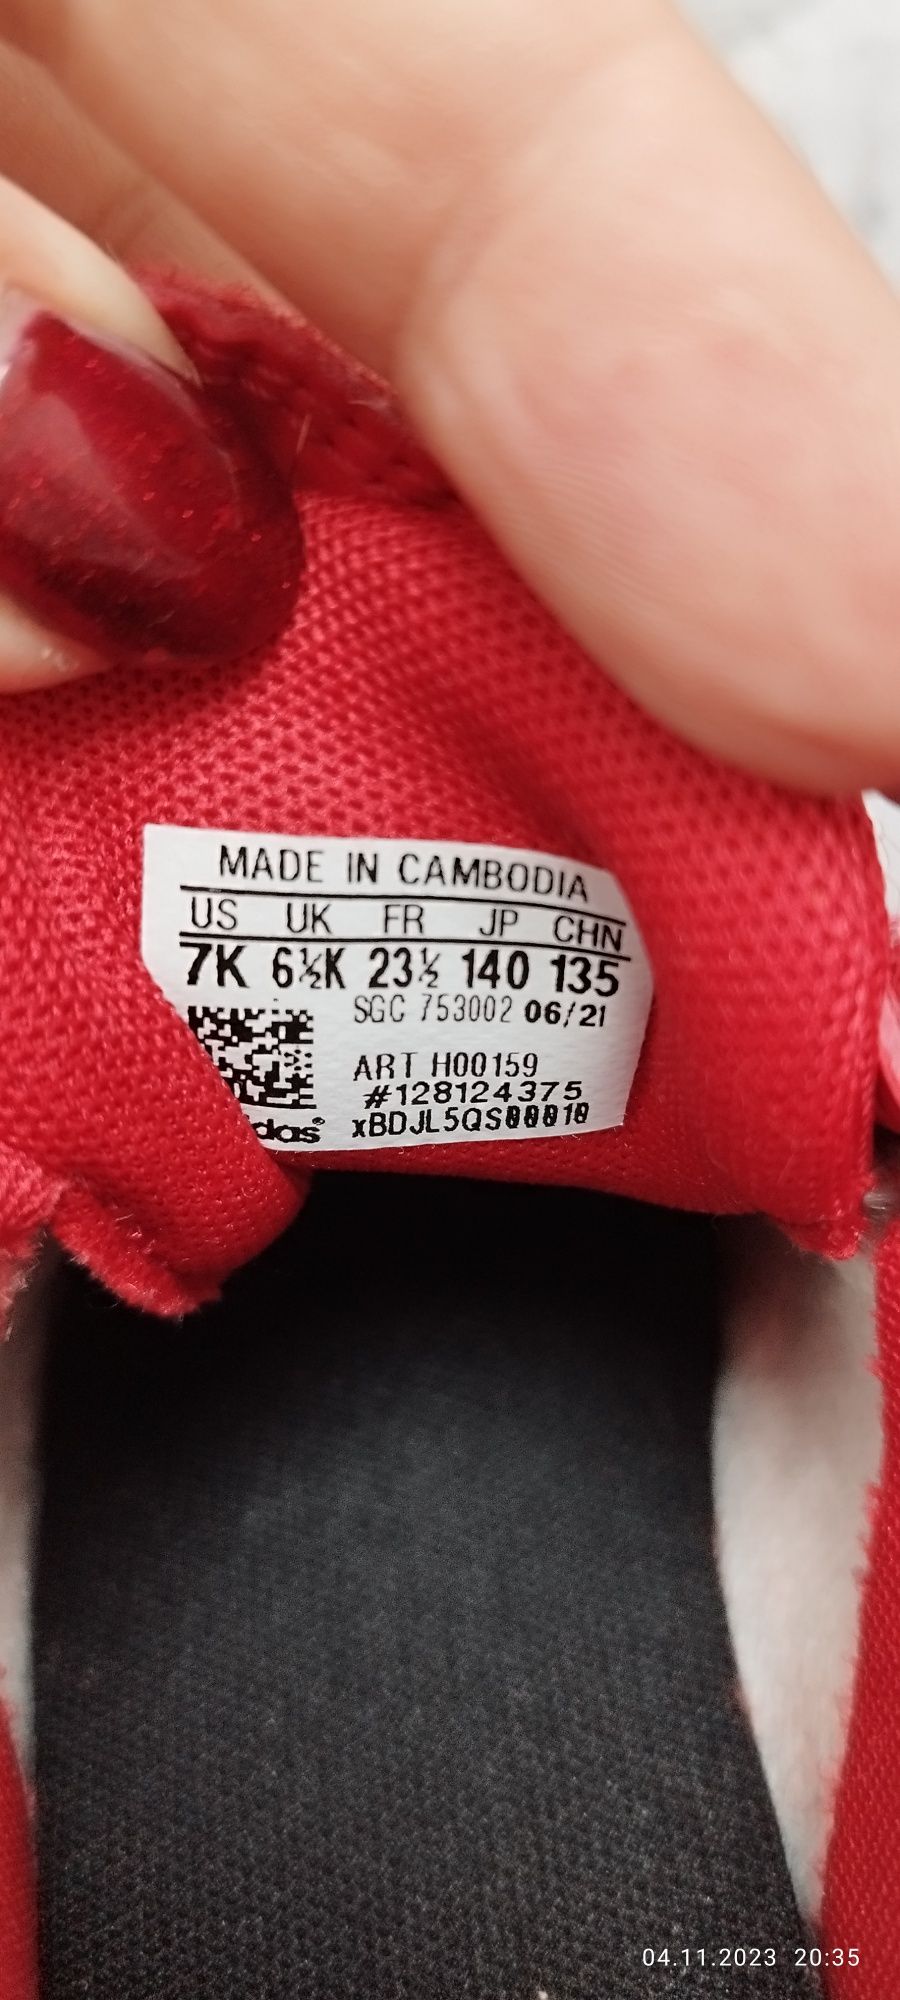 MADE IN CAMBODIA
US UK FR JP CHN
7K 6½K 23½ 140 135
SGC 753002 06/21
ART H00159
#128124375
xBDJL5QS00010
04.11.2023 20:35